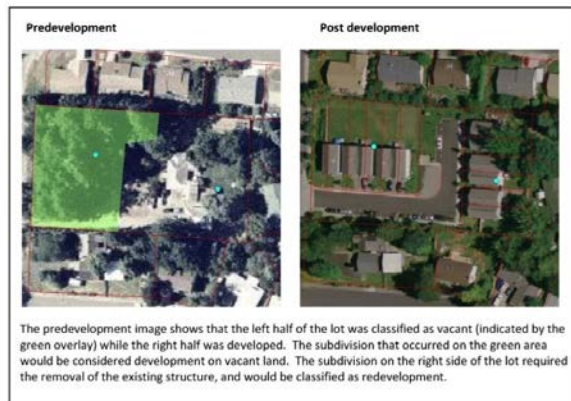 Predevelopment
Post development
The predevelopment image shows that the left half of the lot was classified as vacant (indicated by the
green overlay) while the right half was developed. The subdivision that occurred on the green area
would be considered development on vacant land. The subdivision on the right side of the lot required
the removal of the existing structure, and would be classified as redevelopment.